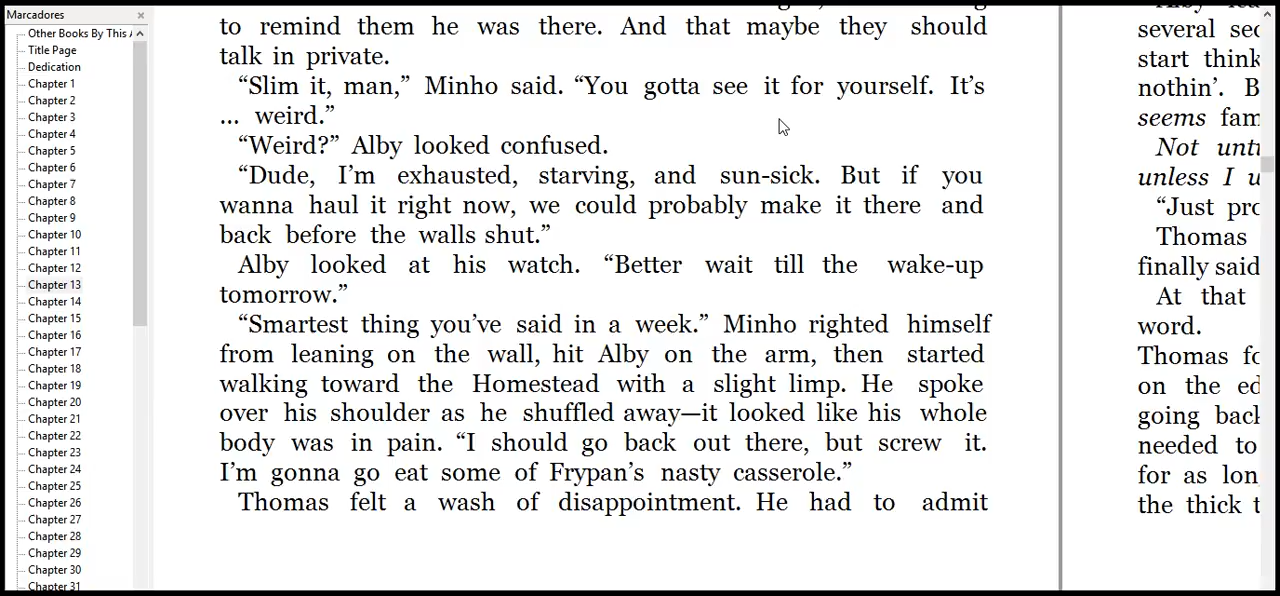 Marcadores
Other Books By This A
Title Page
Dedication
Chapter 1
Chapter 2
Chapter 3
Chapter 4
Chapter 5
Chapter 6
Chapter 7
Chapter 8
Chapter 9
Chapter 10
Chapter 11
Chapter 12
Chapter 13
Chapter 14
Chapter 15
Chapter 16
Chapter 17
Chapter 18
Chapter 19
Chapter 20
Chapter 21
Chapter 22
Chapter 23
Chapter 24
Chapter 25
Chapter 26
Chapter 27
Chapter 28
Chapter 29
Chapter 30
Chapter 31
to remind them he was there. And that maybe they should
talk in private.
“Slim it, man,” Minho said. “You gotta see it for yourself. It’s
… weird.”
“Weird?” Alby looked confused.
“Dude, I’m exhausted, starving, and sun-sick. But if you
wanna haul it right now, we could probably make it there and
back before the walls shut.”
Alby looked at his watch. “Better wait till the wake-up
tomorrow.”
“Smartest thing you’ve said in a week.” Minho righted himself
from leaning on the wall, hit Alby on the arm, then started
walking toward the Homestead with a slight limp. He spoke
over his shoulder as he shuffled away—it looked like his whole
body was in pain. “I should go back out there, but screw it.
I’m gonna go eat some of Frypan’s nasty casserole.”
Thomas felt a wash of disappointment. He had to admit
several sec
start think
nothin’. B
seems fam
Not unti
unless I w
“Just pro
Thomas
finally said
At that
word.
Thomas fo
on the ed
going back
needed to
for as lon
the thick t